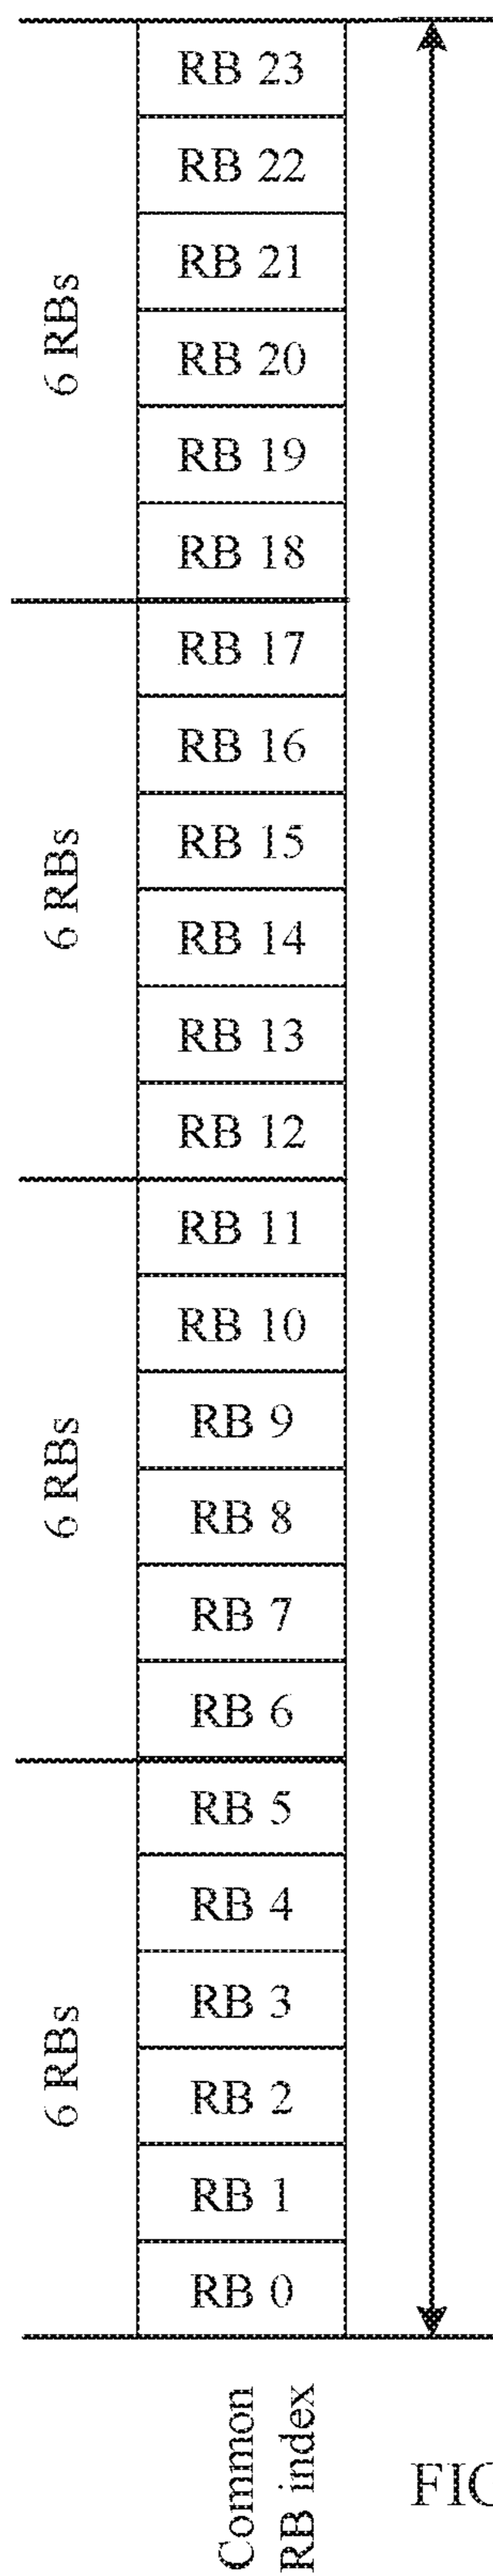 RB 23
RB 22
RB 21
6 RBs
RB 20
RB 19
RB 18
RB 17
RB 16
RB 15
6 RBs
RB 14
RB 13
RB 12
RB 11
RB 10
RB 9
6 RBs
RB 8
RB 7
RB 6
RB 5
RB 4
RB 3
6 RBs
RB 2
RB 1
RB 0
Common
RB index
FIG